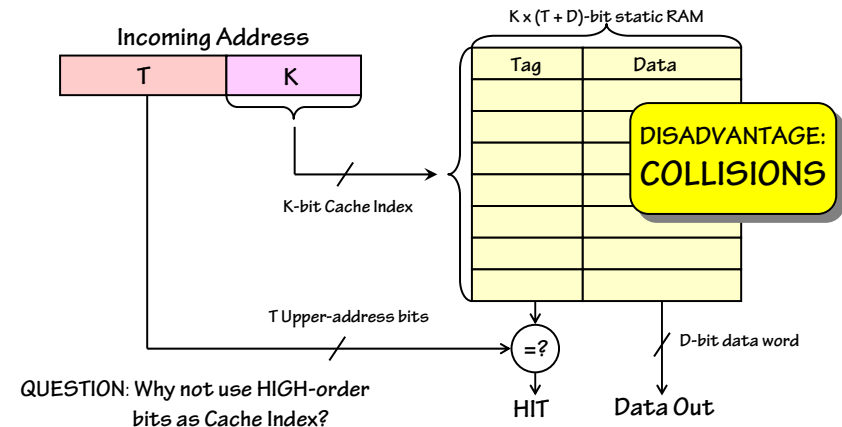 K x (T + D)-bit static RAM
Incoming Address
T K
Tag Data
DISADVANTAGE:
COLLISIONS
K-bit Cache Index
T Upper-address bits
=?
D-bit data word
QUESTION: Why not use HIGH-order
bits as Cache Index?
HIT Data Out